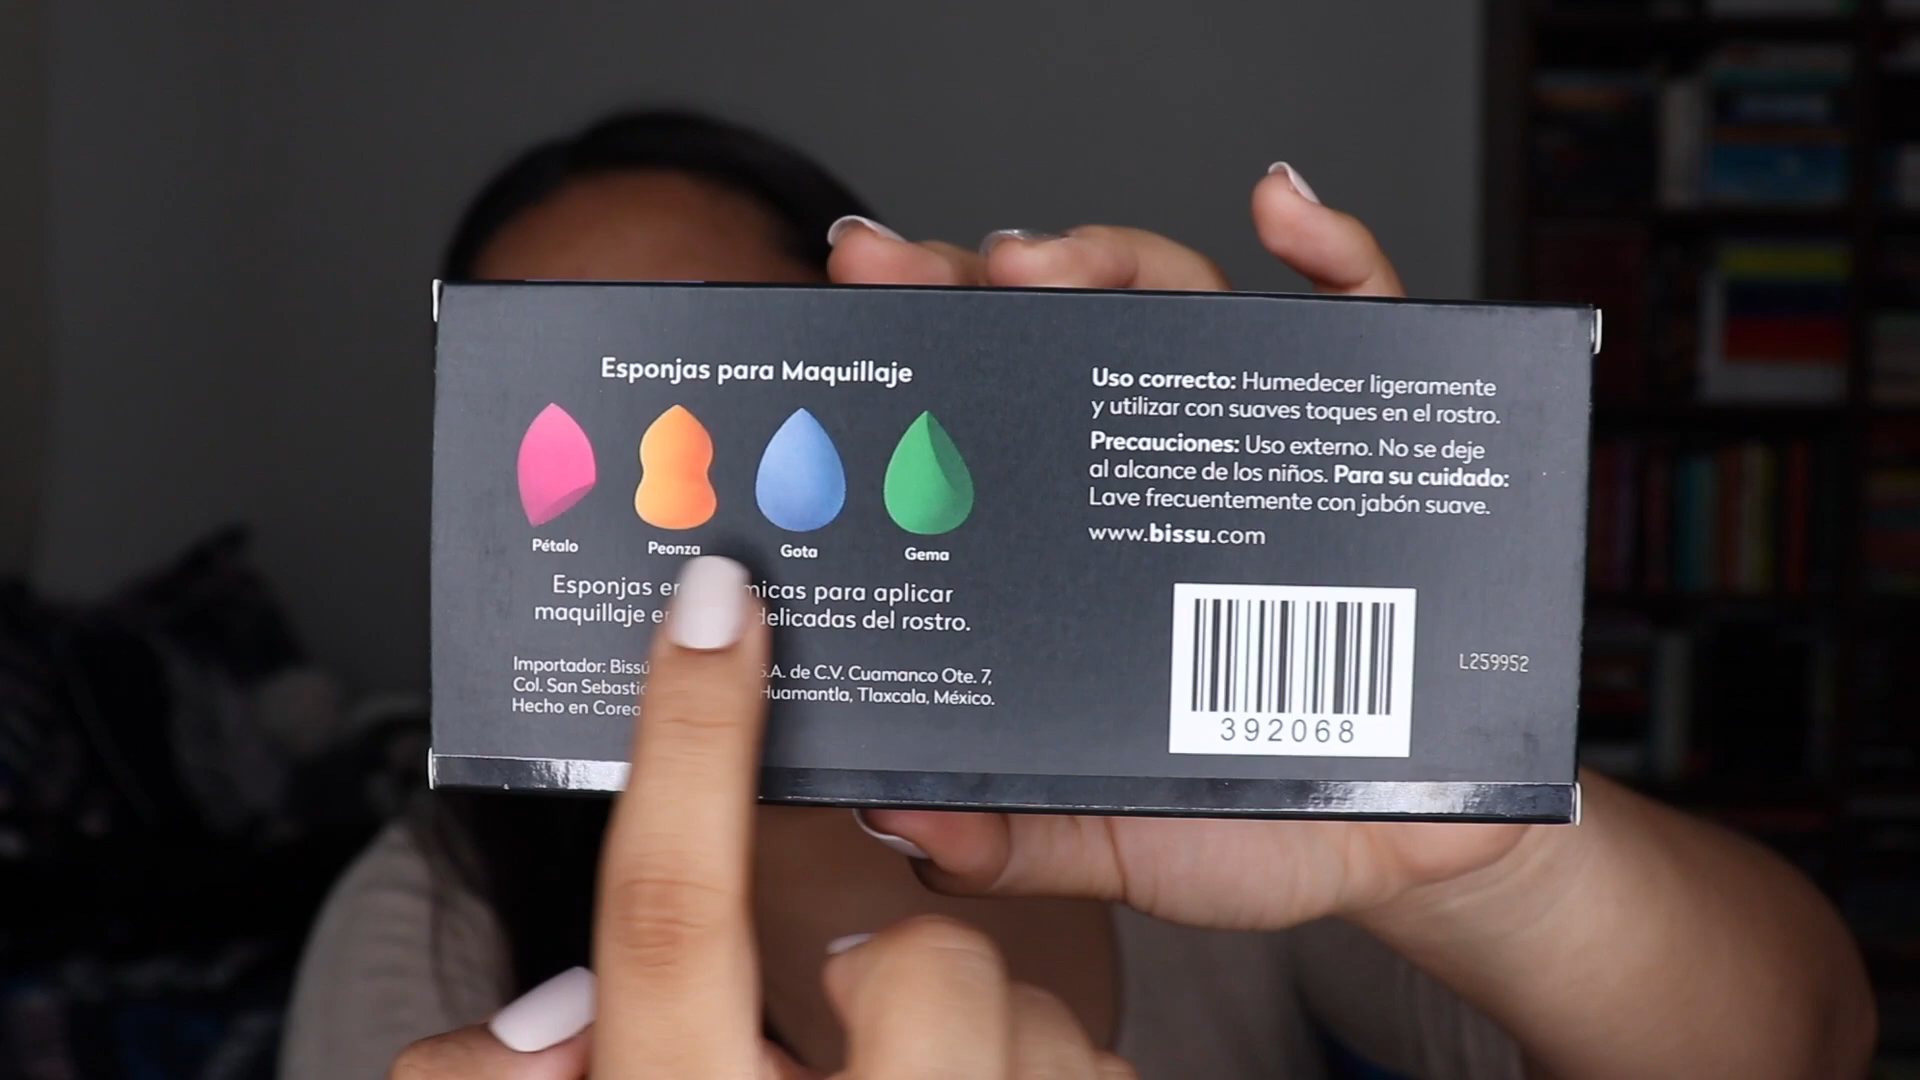 Esponjas para Maquillaje
Pétalo
Peonza
Gota
Gema
Esponjas micas para aplicar
maquillaje delicadas del rostro.
Importador: Bissú S.A. de C.V. Cuamanco Ote. 7,
Col. San Huamantla, Tlaxcala, México.
Hecho en Corea
Uso correcto: Humedecer ligeramente
y utilizar con suaves toques en el rostro.
Precauciones: Uso externo. No se deje
al alcance de los niños. Para su cuidado:
Lave frecuentemente con jabón suave.
www.bissu.com
392068
L259952